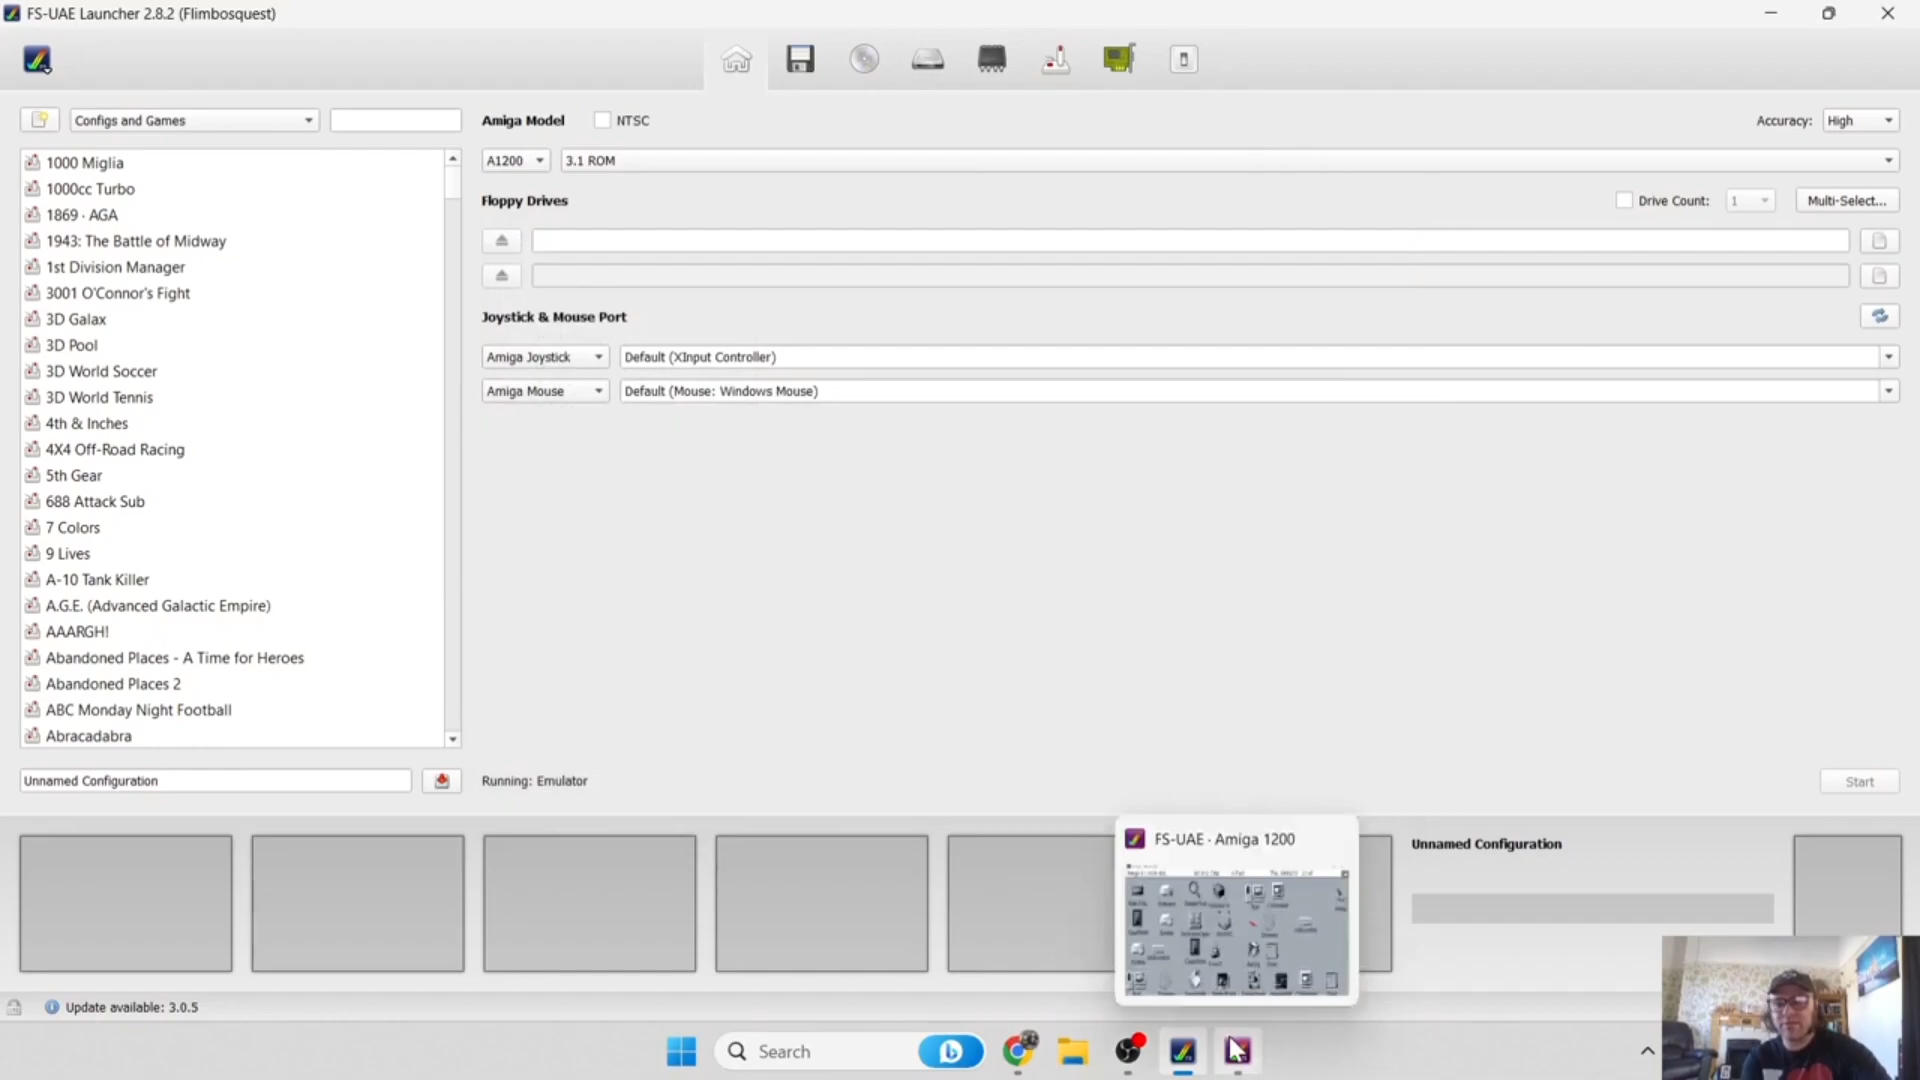 FS-UAE Launcher 2.8.2 (Flimbosquest)
Configs and Games
1000 Miglia
1000cc Turbo
1869 · AGA
1943: The Battle of Midway
1st Division Manager
3001 O'Connor's Fight
3D Galax
3D Pool
3D World Soccer
3D World Tennis
4th & Inches
4X4 Off-Road Racing
5th Gear
688 Attack Sub
7 Colors
9 Lives
A-10 Tank Killer
A.G.E. (Advanced Galactic Empire)
AAARGH!
Abandoned Places - A Time for Heroes
Abandoned Places 2
ABC Monday Night Football
Abracadabra
Unnamed Configuration
Amiga Model
NTSC
Accuracy:
High
A1200
3.1 ROM
Floppy Drives
Drive Count:
1
Multi-Select...
Joystick & Mouse Port
Amiga Joystick
Default (XInput Controller)
Amiga Mouse
Default (Mouse: Windows Mouse)
Running: Emulator
Start
FS-UAE · Amiga 1200
Unnamed Configuration
Update available: 3.0.5
Search